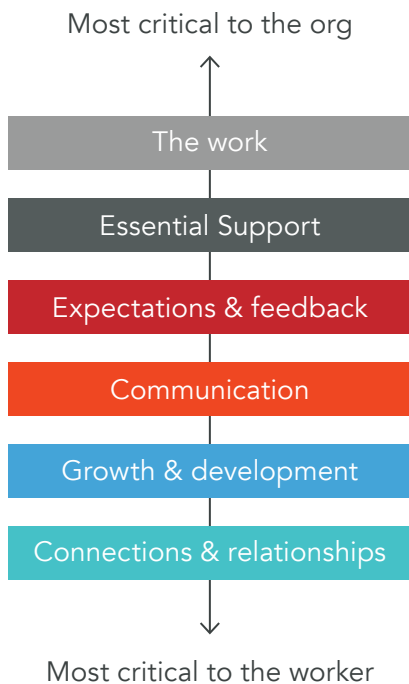 Most critical to the org
The work
Essential Support
Expectations & feedback
Communication
Growth & development
Connections & relationships
Most critical to the worker